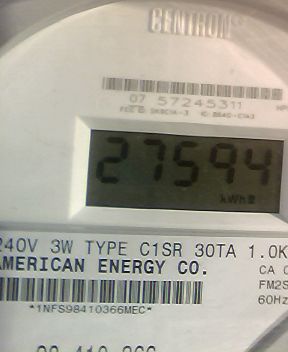 CENTRON
07 57245311
27594
kWh
240V 3W TYPE C1SR 30TA 1.0K
AMERICAN ENERGY CO.
CA
FM2S
60Hz
*1NFS98410366MEC*